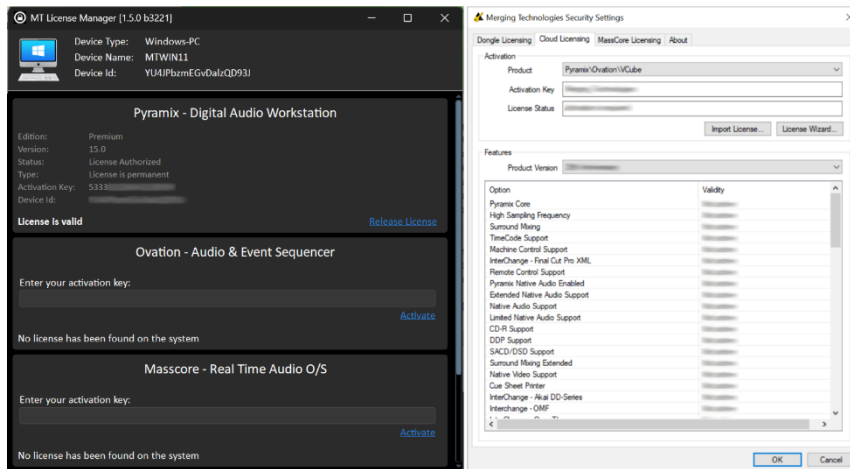 MT License Manager [1.5.0 b3221]
Device Type: Windows-PC
Device Name: MTWIN11
Device Id: YU4JPbzmEGvDalzQD93J
Pyramix - Digital Audio Workstation
Edition: Premium
Version: 15.0
Status: License Authorized
Type: License is permanent
Activation Key: 5333
Device Id:
License is valid Release License
Ovation - Audio & Event Sequencer
Enter your activation key:
Activate
No license has been found on the system
Masscore - Real Time Audio O/S
Enter your activation key:
Activate
No license has been found on the system
Merging Technologies Security Settings
Dongle Licensing Cloud Licensing MassCore Licensing About
Activation
Product Pyramix\Ovation\VCube
Activation Key
License Status
Import License... License Wizard...
Features
Product Version
Option Validity
Pyramix Core
High Sampling Frequency
Surround Mixing
TimeCode Support
Machine Control Support
InterChange - Final Cut Pro XML
Remote Control Support
Pyramix Native Audio Enabled
Extended Native Audio Support
Native Audio Support
Limited Native Audio Support
CD-R Support
DDP Support
SACD/DSD Support
Surround Mixing Extended
Native Video Support
Cue Sheet Printer
InterChange - Akai DD-Series
Interchange - OMF
OK Cancel